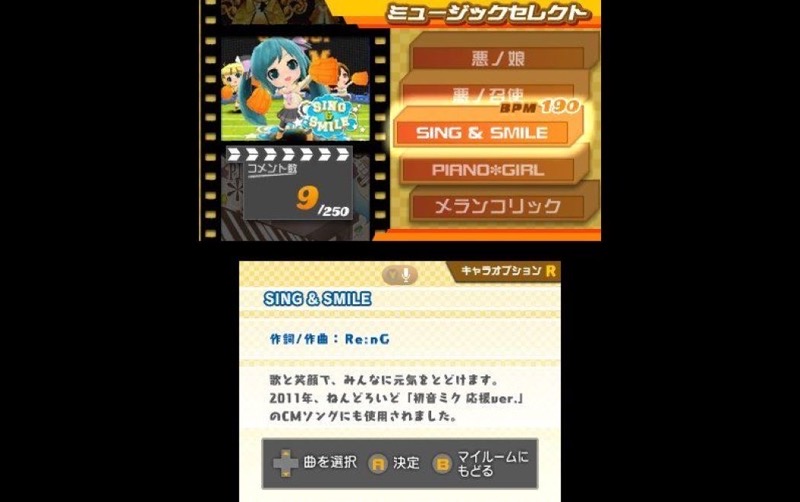 ミュージックセレクト
悪ノ娘
悪ノ召使
BPM 190
SING & SMILE
SING & SMILE
PIANO*GIRL
メランコリック
コメント数
9/250
Y
キャラオプション R
SING & SMILE
作詞/作曲：Re:nG
歌と笑顔で、みんなに元気をとどけます。
2011年、ねんどろいど「初音ミク 応援ver.」
のCMソングにも使用されました。
曲を選択
A 決定
B マイルームに
もどる